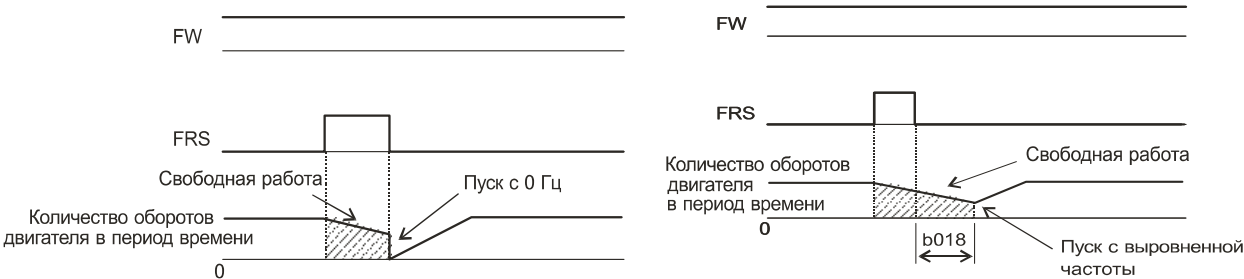 FW
FRS
Свободная работа
Пуск с 0 Гц
Количество оборотов
двигателя в период времени
0
FW
FRS
Количество оборотов
двигателя
в период времени
0
Свободная работа
b018
Пуск с выровненной
частоты